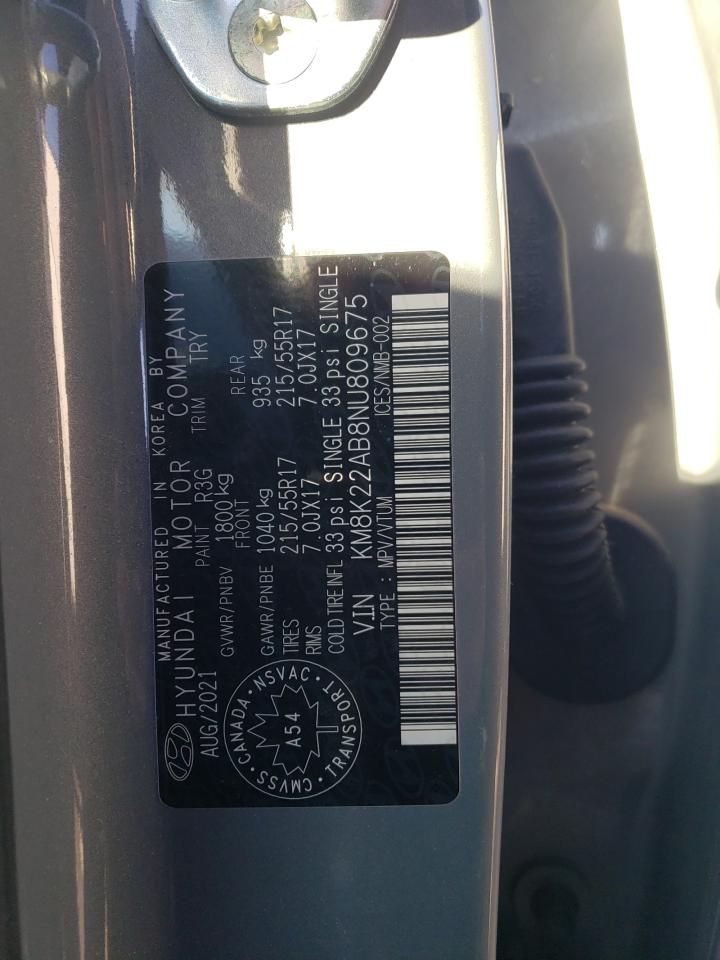 MANUFACTURED IN KOREA BY
HYUNDAI MOTOR COMPANY
AUG/2021 PAINT R3G TRIM TRY
GVWR/PNBV 1800kg
FRONT REAR
GAWR/PNBE 1040kg 935 kg
TIRES 215/55R17 215/55R17
RIMS 7.0JX17 7.0JX17
COLD TIRE INFL 33 psi SINGLE 33 psi SINGLE
VIN KM8K22AB8NU809675
TYPE : MPV/VTUM ICES/NMB-002
CMVSS · CANADA · NSVAC · TRANSPORT ·
A54